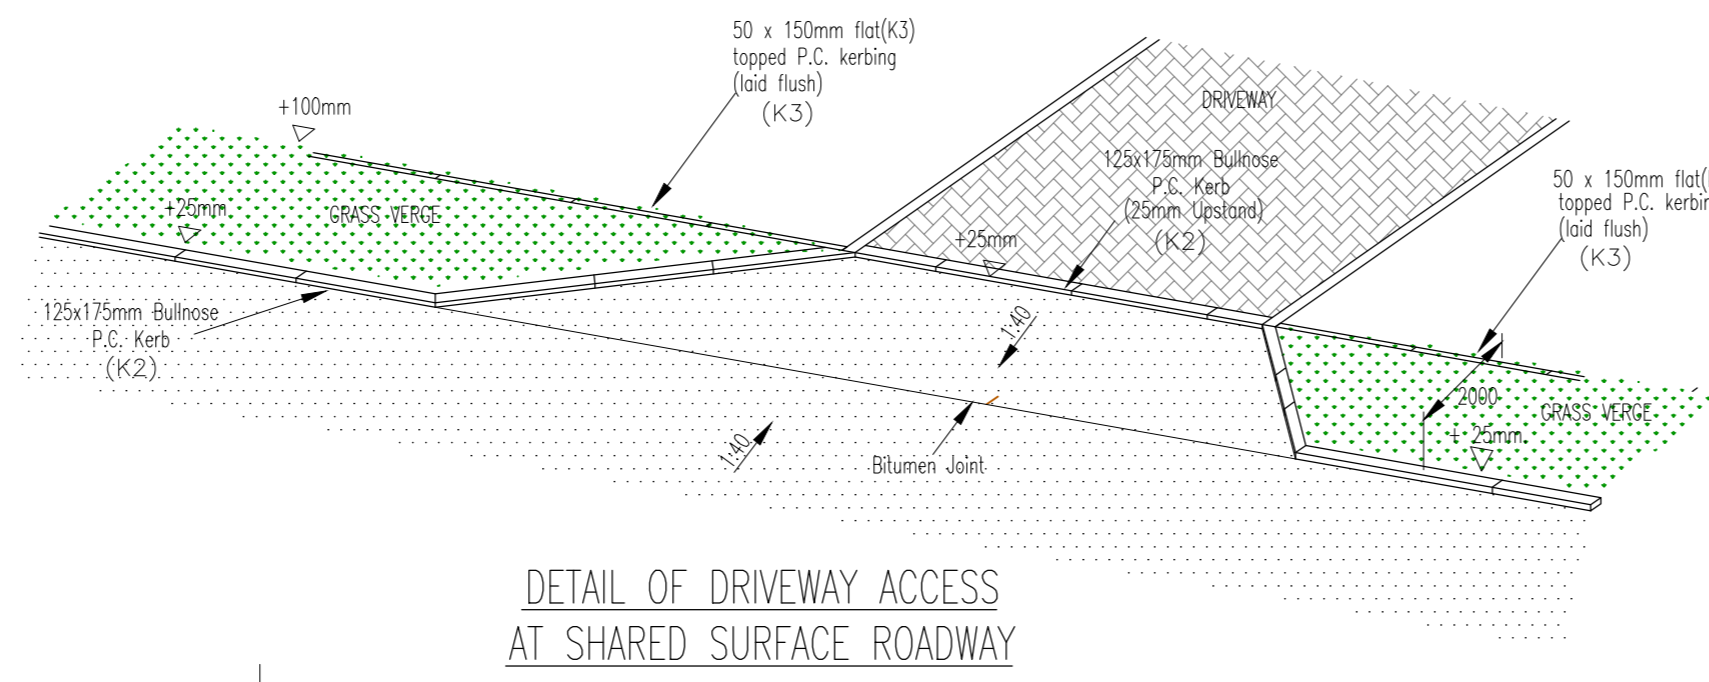 50 x 150mm flat(K3)
topped P.C. kerbing
(laid flush)
(K3)
+100mm
DRIVEWAY
125x175mm Bullnose
P.C. Kerb
(25mm Upstand)
(K2)
50 x 150mm flat(
topped P.C. kerbin
(laid flush)
(K3)
+25mm
GRASS VERGE
+25mm
125x175mm Bullnose
P.C. Kerb
(K2)
1:40
2000
GRASS VERGE
+ 25mm
1:40
Bitumen Joint
DETAIL OF DRIVEWAY ACCESS
AT SHARED SURFACE ROADWAY